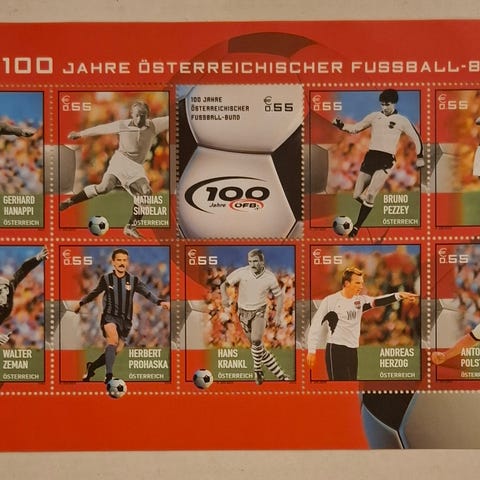 100 JAHRE ÖSTERREICHISCHER FUSSBALL-B
GERHARD
HANAPPI
ÖSTERREICH
€
0.55
MATHIAS
SINDELAR
ÖSTERREICH
100 JAHRE
ÖSTERREICHISCHER
FUSSBALL-BUND
€
0.55
100
Jahre ÖFB
€
0.55
BRUNO
PEZZEY
ÖSTERREICH
€
0.55
WALTER
ZEMAN
ÖSTERREICH
€
0.55
HERBERT
PROHASKA
ÖSTERREICH
€
0.55
HANS
KRANKL
ÖSTERREICH
€
0.55
ANDREAS
HERZOG
ÖSTERREICH
€
0.55
ANTO
POLST
ÖSTERREICH